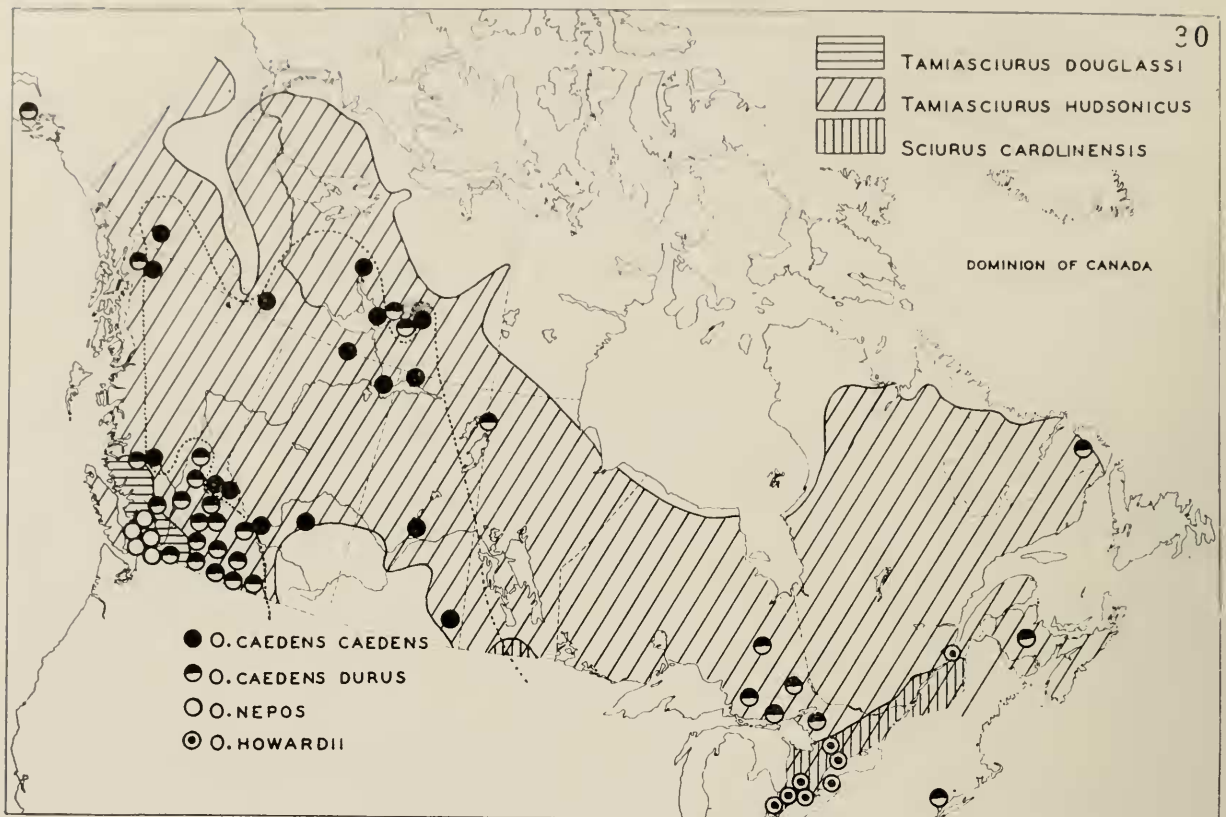 30
TAMIASCIURUS DOUGLASSI
TAMIASCIURUS HUDSONICUS
SCIURUS CAROLINENSIS
DOMINION OF CANADA
O. CAEDENS CAEDENS
O. CAEDENS DURUS
O. NEPOS
O. HOWARDII